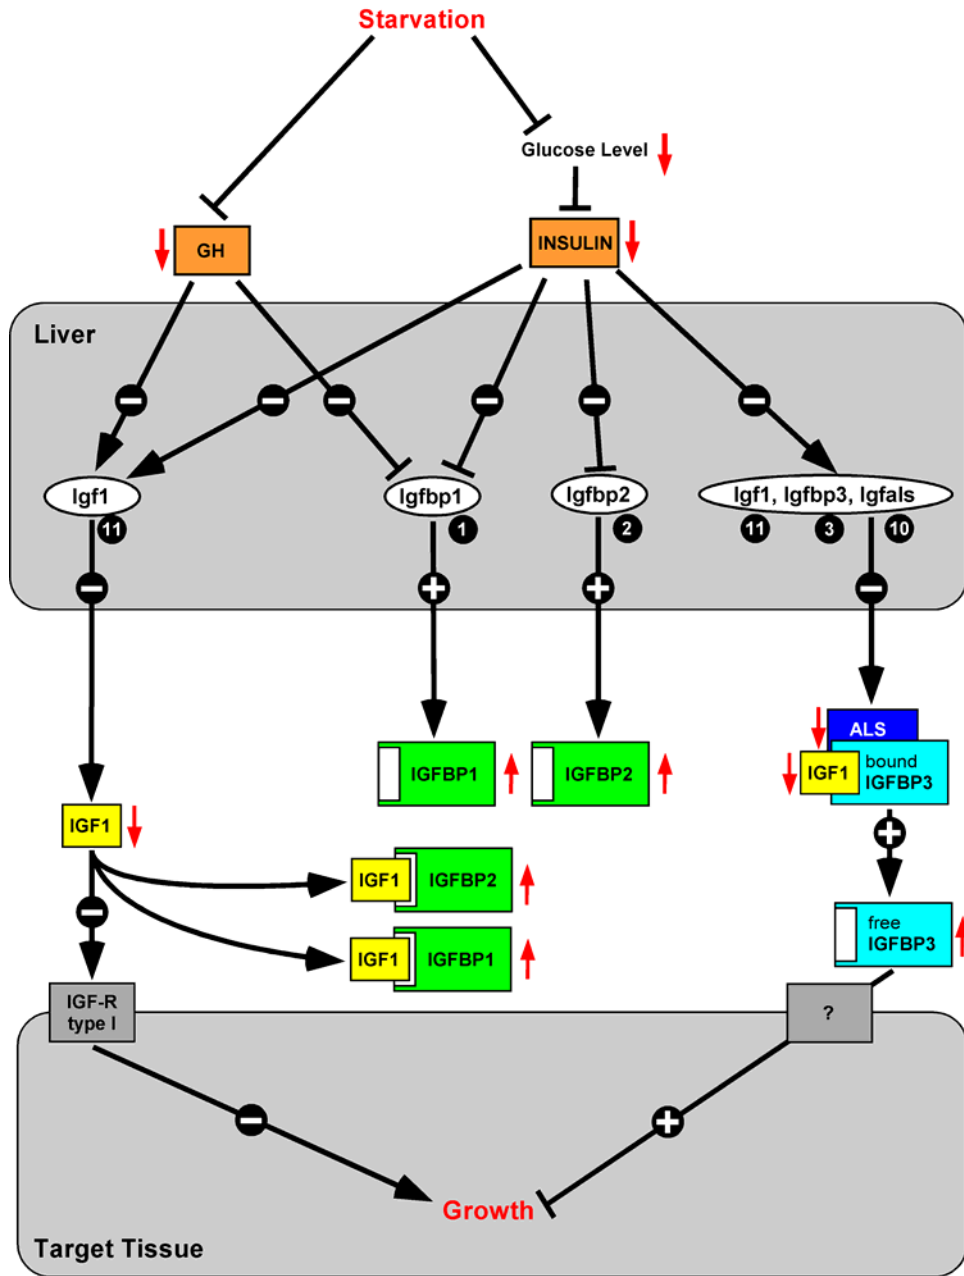 Starvation
Glucose Level
GH
INSULIN
Liver
Igf1
Igfbp1
Igfbp2
Igf1, Igfbp3, Igfals
11
1
2
11
3
10
ALS
IGFBP1
IGFBP2
IGF1
bound
IGFBP3
IGF1
IGF1
IGFBP2
free
IGFBP3
IGF1
IGFBP1
IGF-R
type I
?
Growth
Target Tissue